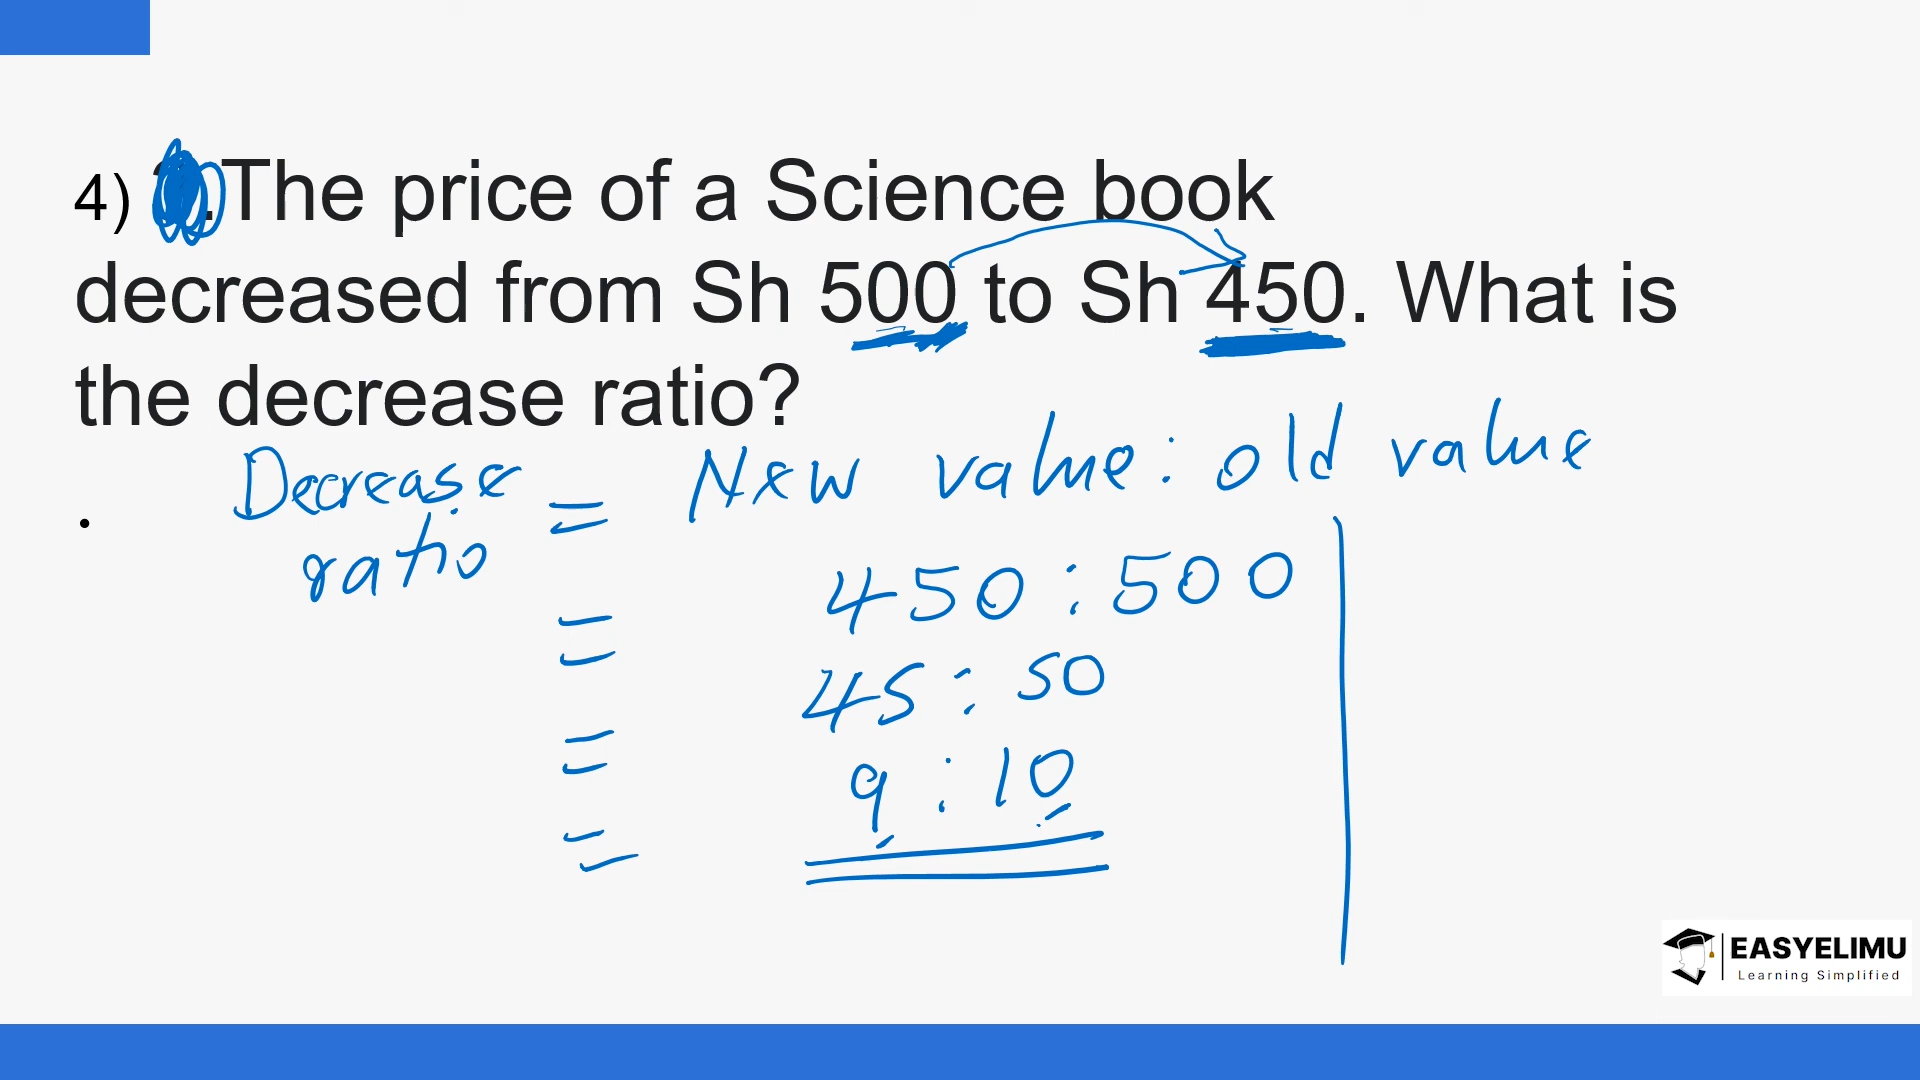 4) The price of a Science book
decreased from Sh 500 to Sh 450. What is
the decrease ratio?
Decrease ratio = New value : old value
= 450 : 500
= 45 : 50
= 9 : 10
EASYELIMU
Learning Simplified